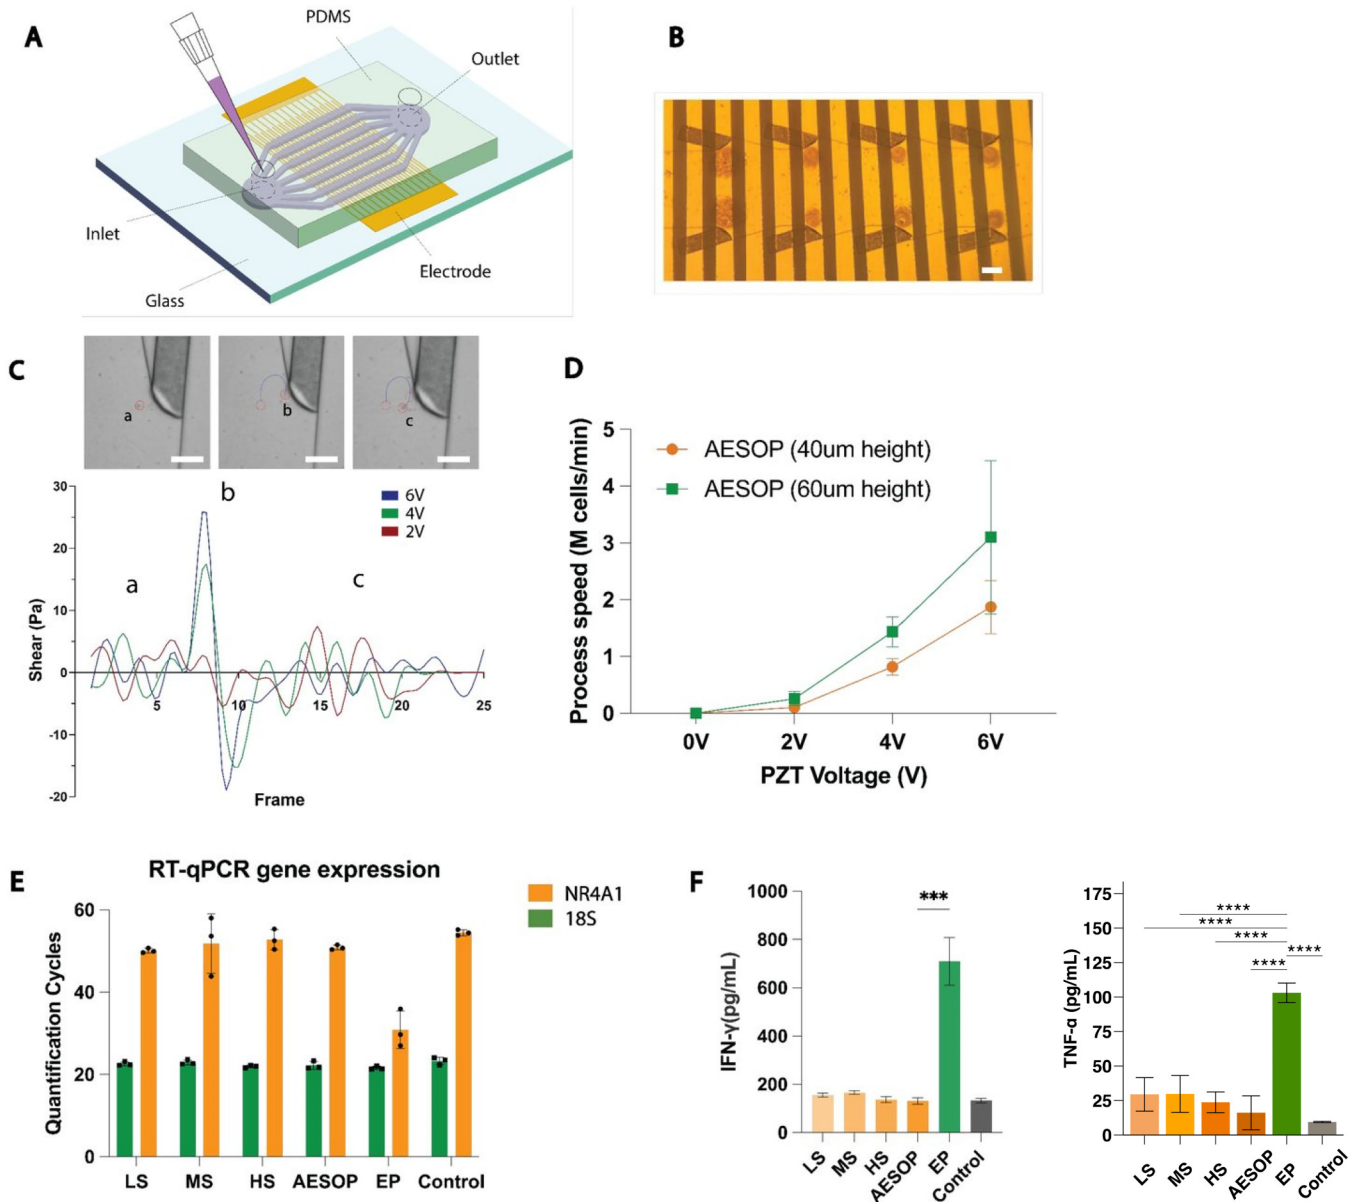 A
PDMS
Outlet
Inlet
Electrode
Glass
B
C
a
b
c
30
20
10
0
-10
-20
5
10
15
20
25
Shear (Pa)
Frame
a
b
c
6V
4V
2V
D
5
4
3
2
1
0
Process speed (M cells/min)
AESOP (40um height)
AESOP (60um height)
0V
2V
4V
6V
PZT Voltage (V)
E
RT-qPCR gene expression
NR4A1
18S
60
40
20
0
Quantification Cycles
LS
MS
HS
AESOP
EP
Control
F
1000
800
600
400
200
0
IFN-γ(pg/mL)
***
LS
MS
HS
AESOP
EP
Control
175
150
125
100
75
50
25
0
TNF-α (pg/mL)
****
****
****
****
****
LS
MS
HS
AESOP
EP
Control